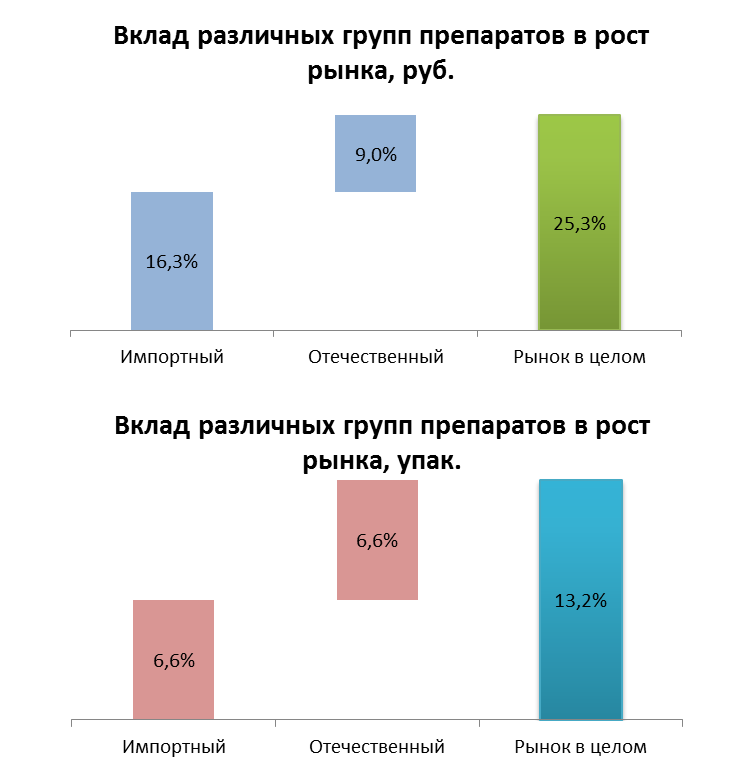 Вклад различных групп препаратов в рост
рынка, руб.
9,0%
16,3%
25,3%
Импортный Отечественный Рынок в целом
Вклад различных групп препаратов в рост
рынка, упак.
6,6%
13,2%
6,6%
Импортный Отечественный Рынок в целом